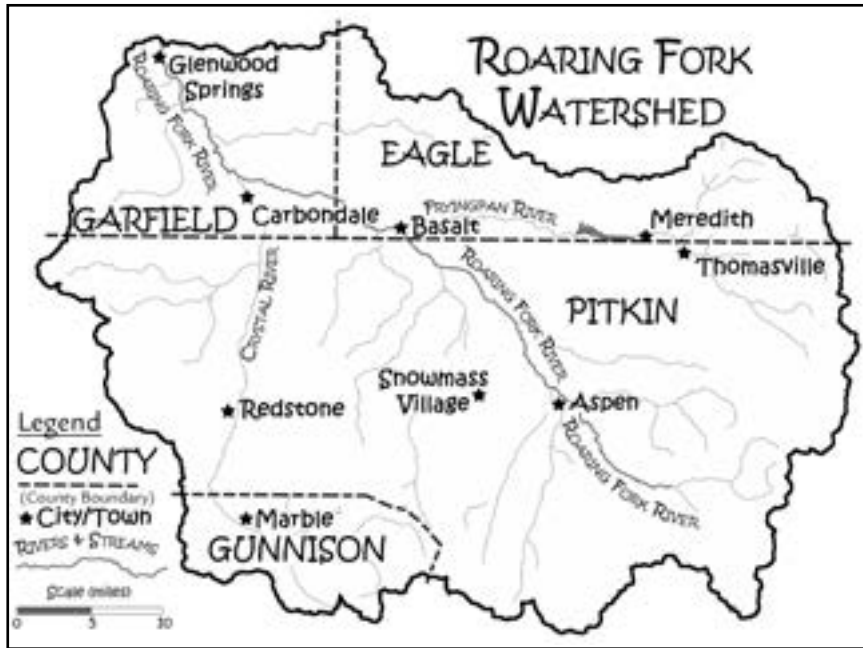 ROARING FORK
WATERSHED
Glenwood
Springs
ROARING FORK RIVER
EAGLE
GARFIELD
Carbondale
FRYINGPAN RIVER
Basalt
Meredith
Thomasville
CRYSTAL RIVER
ROARING FORK RIVER
PITKIN
Snowmass
Village
Redstone
Aspen
ROARING FORK RIVER
Marble
GUNNISON
Legend
COUNTY
(County Boundary)
City/Town
RIVERS & STREAMS
Scale (miles)
0 5 10